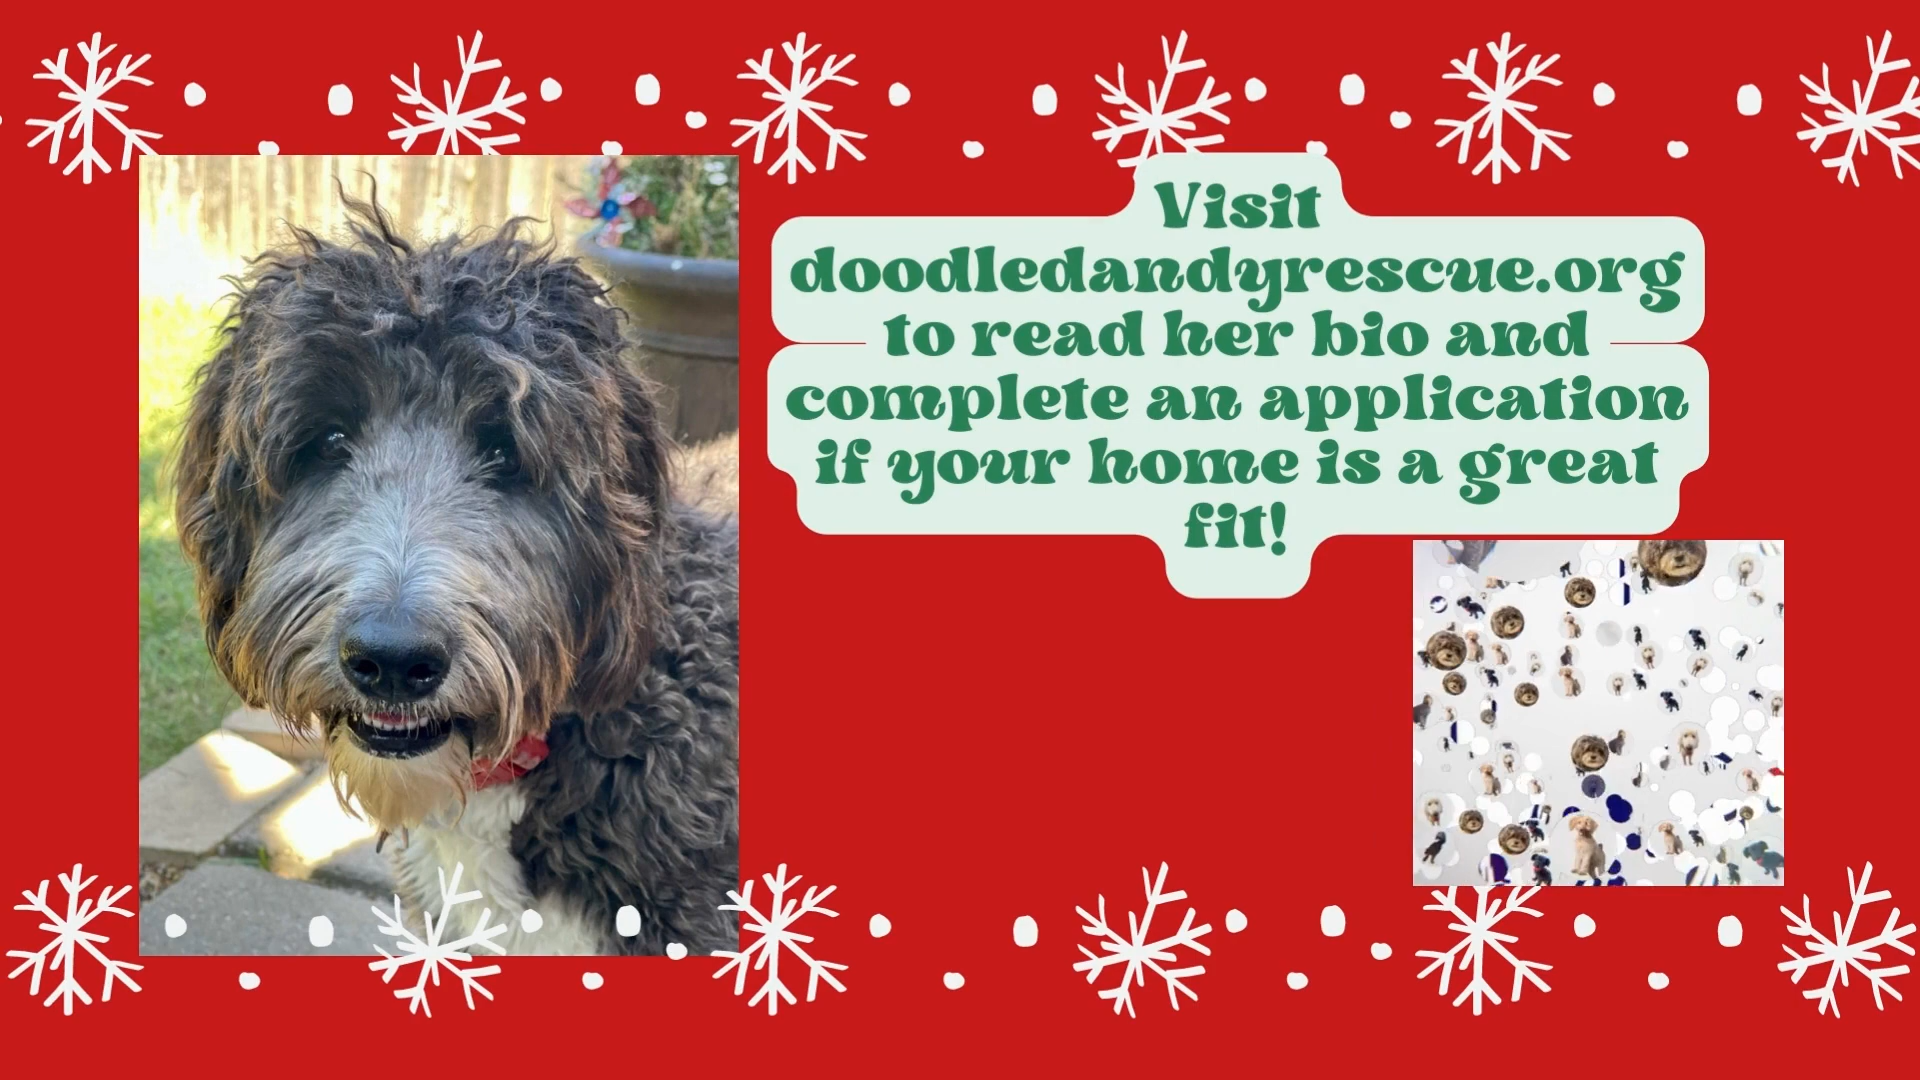 Visit
doodledandyrescue.org
to read her bio and
complete an application
if your home is a great
fit!